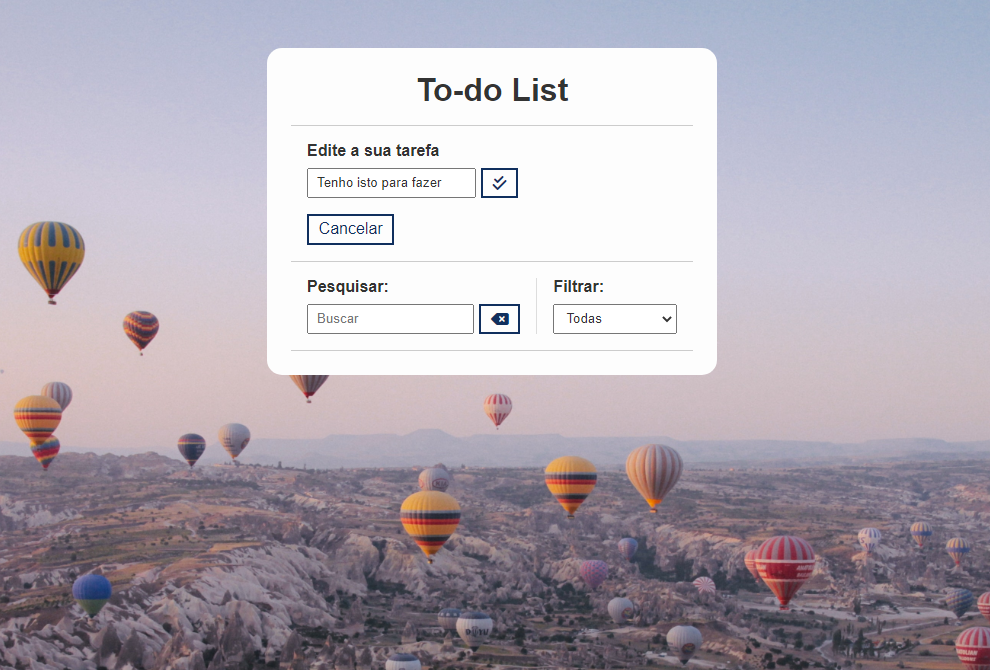 To-do List
Edite a sua tarefa
Tenho isto para fazer
Cancelar
Pesquisar:
Filtrar:
Buscar
Todas